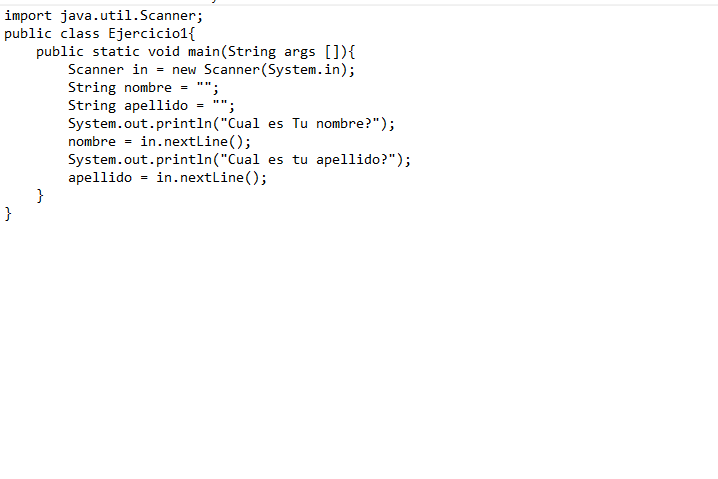 import java.util.Scanner;
public class Ejercicio1{
    public static void main(String args []){
        Scanner in = new Scanner(System.in);
        String nombre = "";
        String apellido = "";
        System.out.println("Cual es Tu nombre?");
        nombre = in.nextLine();
        System.out.println("Cual es tu apellido?");
        apellido = in.nextLine();
    }
}